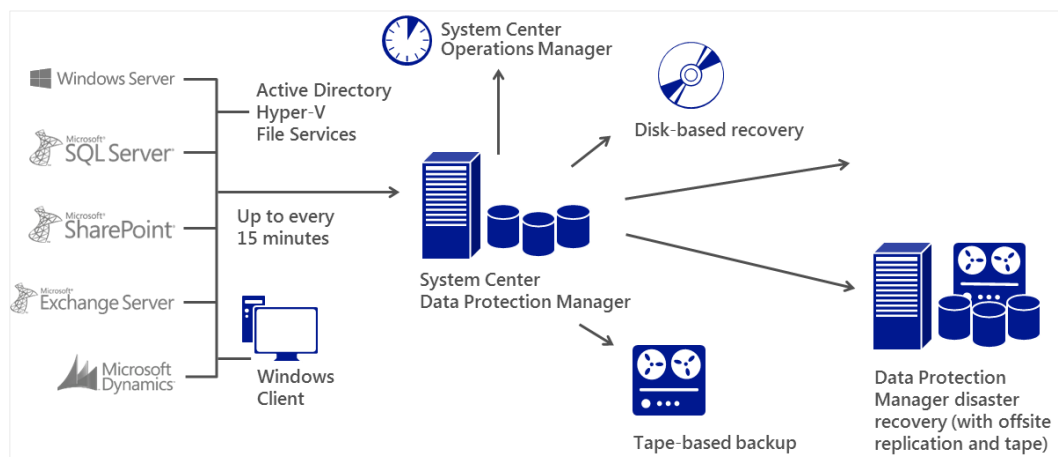 Windows Server
Microsoft®
SQL Server®
Microsoft®
SharePoint®
Microsoft®
Exchange Server
Microsoft
Dynamics™
Active Directory
Hyper-V
File Services
Up to every
15 minutes
Windows
Client
System Center
Operations Manager
Disk-based recovery
System Center
Data Protection Manager
Tape-based backup
Data Protection
Manager disaster
recovery (with offsite
replication and tape)